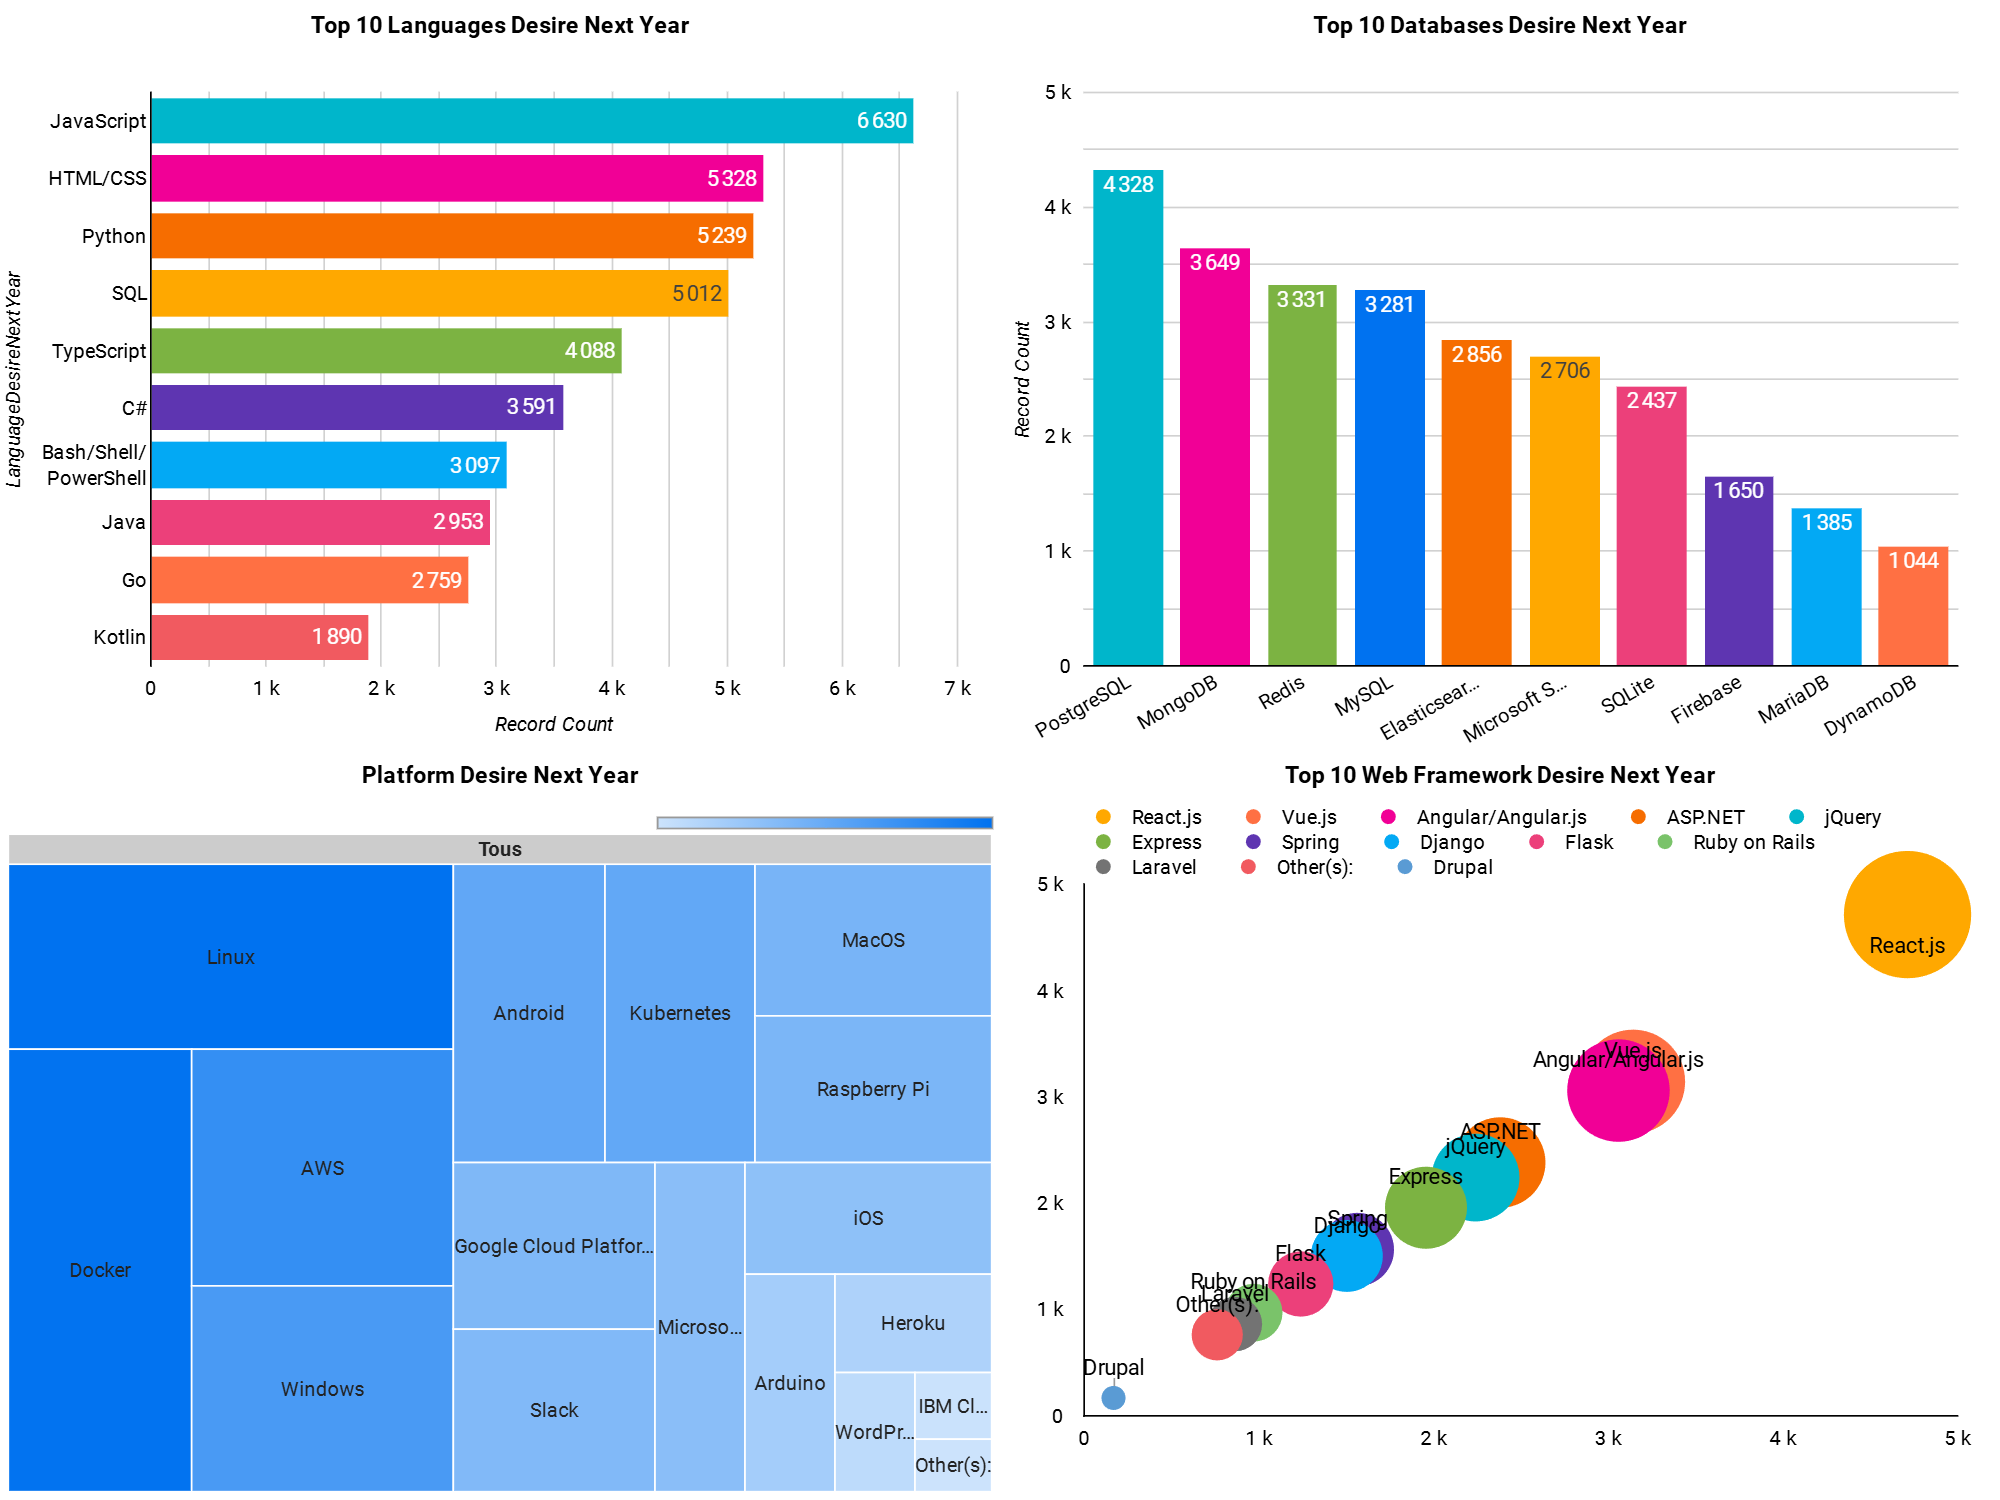 Top 10 Languages Desire Next Year
LanguageDesireNextYear
JavaScript
6 630
HTML/CSS
5 328
Python
5 239
SQL
5 012
TypeScript
4 088
C#
3 591
Bash/Shell/
PowerShell
3 097
Java
2 953
Go
2 759
Kotlin
1 890
0 1 k 2 k 3 k 4 k 5 k 6 k 7 k
Record Count
Top 10 Databases Desire Next Year
Record Count
5 k
4 k
3 k
2 k
1 k
0
4 328
3 649
3 331
3 281
2 856
2 706
2 437
1 650
1 385
1 044
PostgreSQL
MongoDB
Redis
MySQL
Elasticsear...
Microsoft S...
SQLite
Firebase
MariaDB
DynamoDB
Platform Desire Next Year
Tous
Linux
Docker
AWS
Windows
Android
Kubernetes
MacOS
Raspberry Pi
Google Cloud Platfor...
Slack
Microso...
iOS
Arduino
Heroku
WordPr...
IBM Cl...
Other(s):
Top 10 Web Framework Desire Next Year
React.js Vue.js Angular/Angular.js ASP.NET jQuery
Express Spring Django Flask Ruby on Rails
Laravel Other(s): Drupal
5 k
4 k
3 k
2 k
1 k
0
React.js
Vue.js
Angular/Angular.js
ASP.NET
jQuery
Express
Spring
Django
Flask
Ruby on Rails
Laravel
Other(s):
Drupal
0 1 k 2 k 3 k 4 k 5 k